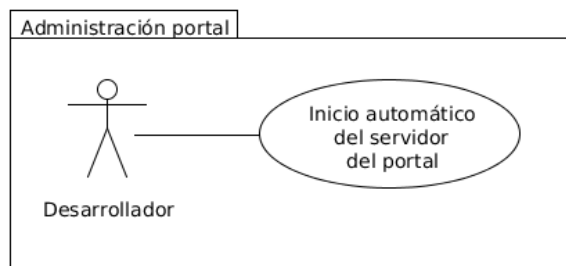 Administración portal
Inicio automático
del servidor
del portal
Desarrollador